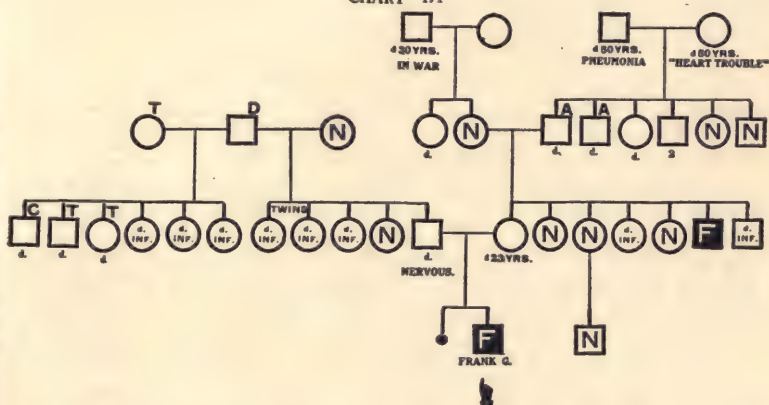 CHART
d 30 YRS. d 60 YRS. d 60 YRS.
IN WAR PNEUMONIA "HEART TROUBLE"
T D N N A A N N
d. d. d. d. ?
C T T d. INF. d. INF. d. INF. TWINS d. INF. d. INF. d. INF. N N N d. INF. N F d. INF.
d. d. d d. d 23 YRS.
NERVOUS.
F N
FRANK G.